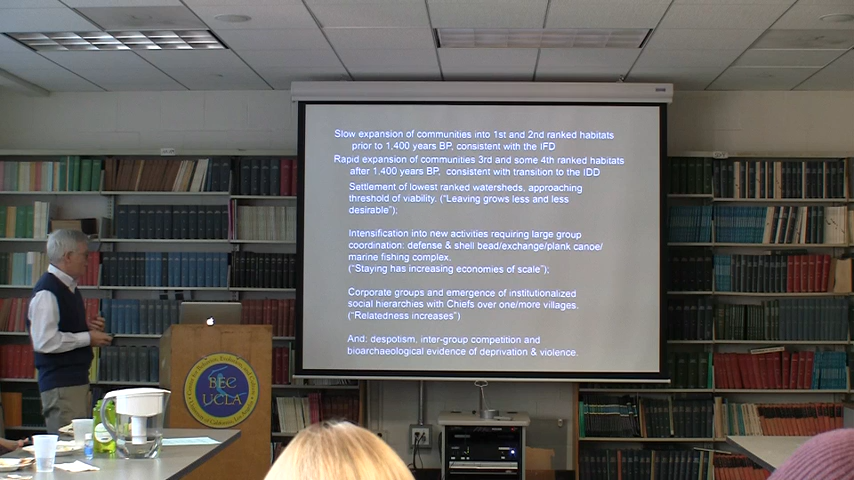 Slow expansion of communities into 1st and 2nd ranked habitats
prior to 1,400 years BP, consistent with the IFD
Rapid expansion of communities 3rd and some 4th ranked habitats
after 1,400 years BP, consistent with transition to the IDD
Settlement of lowest ranked watersheds, approaching
threshold of viability. ("Leaving grows less and less
desirable");
Intensification into new activities requiring large group
coordination: defense & shell bead/exchange/plank canoe/
marine fishing complex.
("Staying has increasing economies of scale");
Corporate groups and emergence of institutionalized
social hierarchies with Chiefs over one/more villages.
("Relatedness increases")
And: despotism, inter-group competition and
bioarchaeological evidence of deprivation & violence.
BEC
UCLA